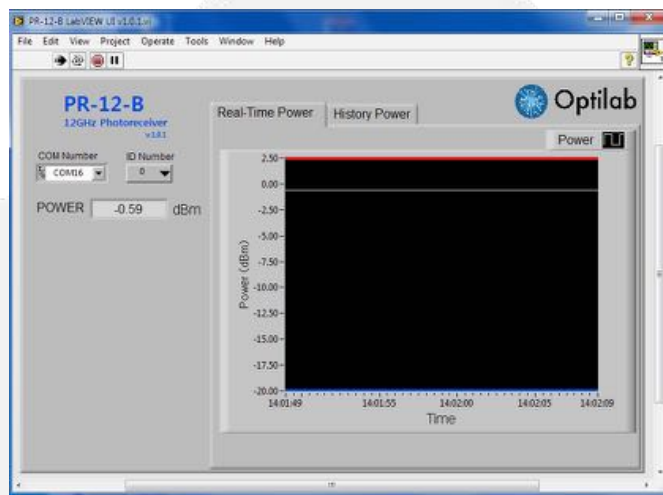 PR-12-B LabVIEW UI v1.0.1.vi
File Edit View Project Operate Tools Window Help
PR-12-B
12GHz Photoreceiver
v1.0.1
Optilab
Real-Time Power History Power
Power
COM Number ID Number
COM16 0
POWER -0.59 dBm
Power (dBm)
2.50
0.00
-2.50
-5.00
-7.50
-10.00
-12.50
-15.00
-17.50
-20.00
14:01:49 14:01:55 14:02:00 14:02:05 14:02:09
Time